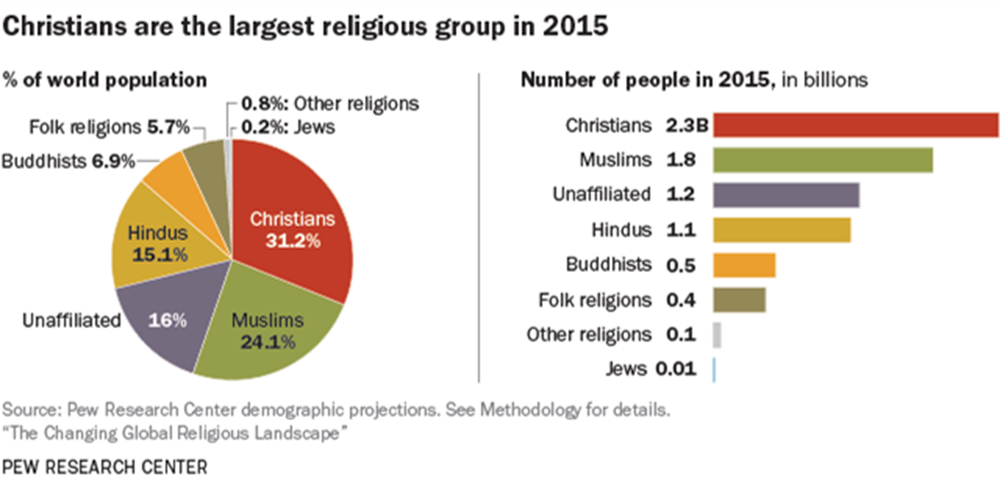 Christians are the largest religious group in 2015
% of world population
0.8%: Other religions
Folk religions 5.7%
0.2%: Jews
Buddhists 6.9%
Christians
31.2%
Hindus
15.1%
Unaffiliated 16%
Muslims
24.1%
Number of people in 2015, in billions
Christians 2.3B
Muslims 1.8
Unaffiliated 1.2
Hindus 1.1
Buddhists 0.5
Folk religions 0.4
Other religions 0.1
Jews 0.01
Source: Pew Research Center demographic projections. See Methodology for details.
“The Changing Global Religious Landscape”
PEW RESEARCH CENTER